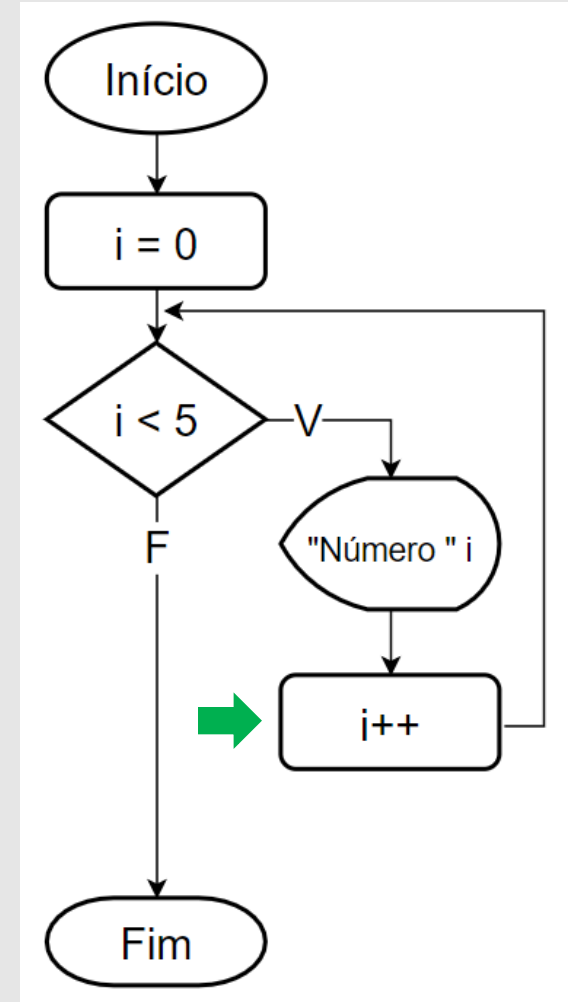 Início
i = 0
i < 5
V
F
"Número " i
i++
Fim